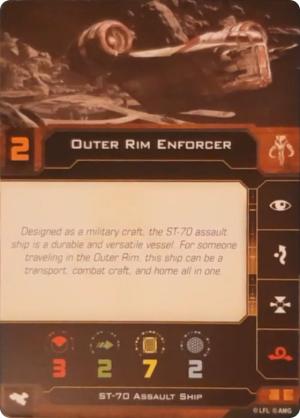 2 OUTER RIM ENFORCER
Designed as a military craft, the ST-70 assault
ship is a durable and versatile vessel. For someone
traveling in the Outer Rim, this ship can be a
transport, combat craft, and home all in one.
3 2 7 2
ST-70 ASSAULT SHIP
©LFL ©AMG